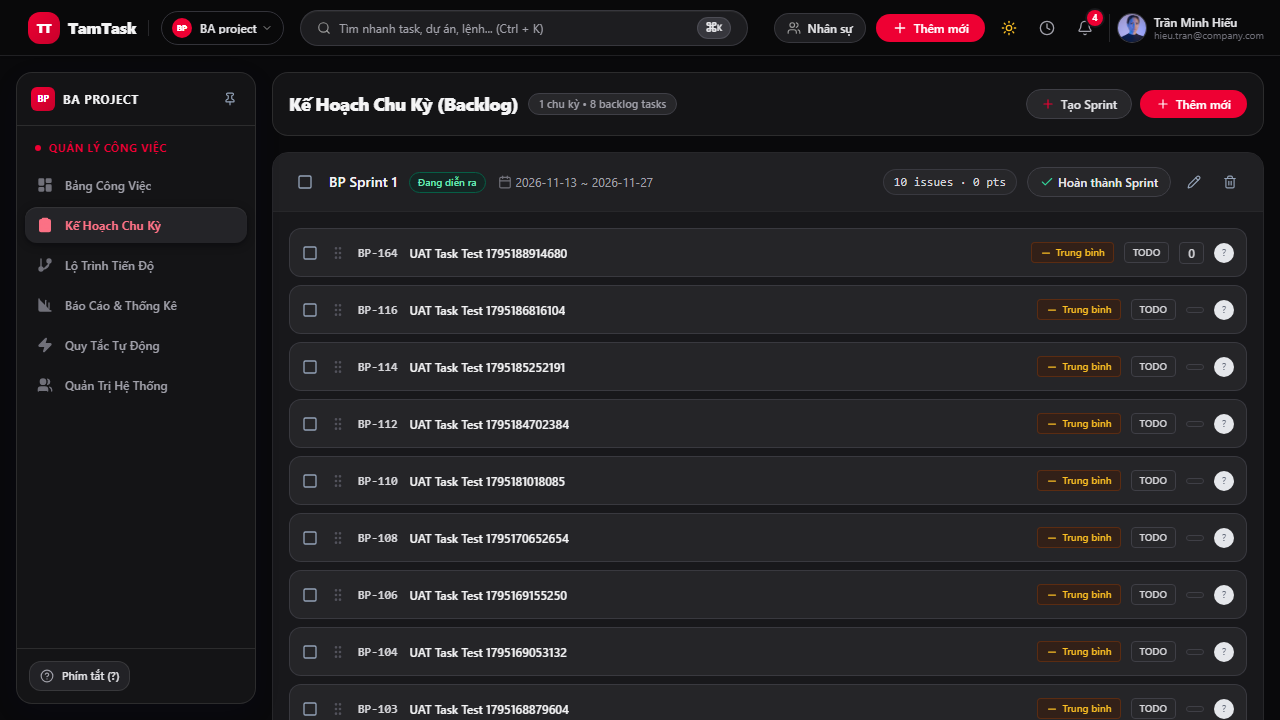 TT TamTask BP BA project Tìm nhanh task, dự án, lệnh... (Ctrl + K) ⌘K Nhân sự + Thêm mới 4 Trần Minh Hiếu
hieu.tran@company.com
BP BA PROJECT
QUẢN LÝ CÔNG VIỆC
Bảng Công Việc
Kế Hoạch Chu Kỳ
Lộ Trình Tiến Độ
Báo Cáo & Thống Kê
Quy Tắc Tự Động
Quản Trị Hệ Thống
Phím tắt (?)
Kế Hoạch Chu Kỳ (Backlog) 1 chu kỳ • 8 backlog tasks + Tạo Sprint + Thêm mới
BP Sprint 1 Đang diễn ra 2026-11-13 ~ 2026-11-27 10 issues · 0 pts Hoàn thành Sprint
BP-164 UAT Task Test 1795188914680 Trung bình TODO 0 ?
BP-116 UAT Task Test 1795186816104 Trung bình TODO ?
BP-114 UAT Task Test 1795185252191 Trung bình TODO ?
BP-112 UAT Task Test 1795184702384 Trung bình TODO ?
BP-110 UAT Task Test 1795181018085 Trung bình TODO ?
BP-108 UAT Task Test 1795170652654 Trung bình TODO ?
BP-106 UAT Task Test 1795169155250 Trung bình TODO ?
BP-104 UAT Task Test 1795169053132 Trung bình TODO ?
BP-103 UAT Task Test 1795168879604 Trung bình TODO ?